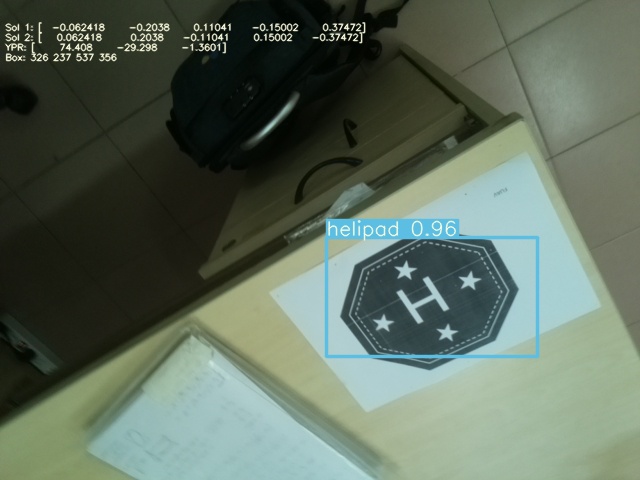 Sol 1: [ -0.062418 -0.2038 0.11041 -0.15002 0.37472]
Sol 2: [ 0.062418 0.2038 -0.11041 0.15002 -0.37472]
YPR: [ 74.408 -29.298 -1.3601]
Box: 326 237 537 356
helipad 0.96
H